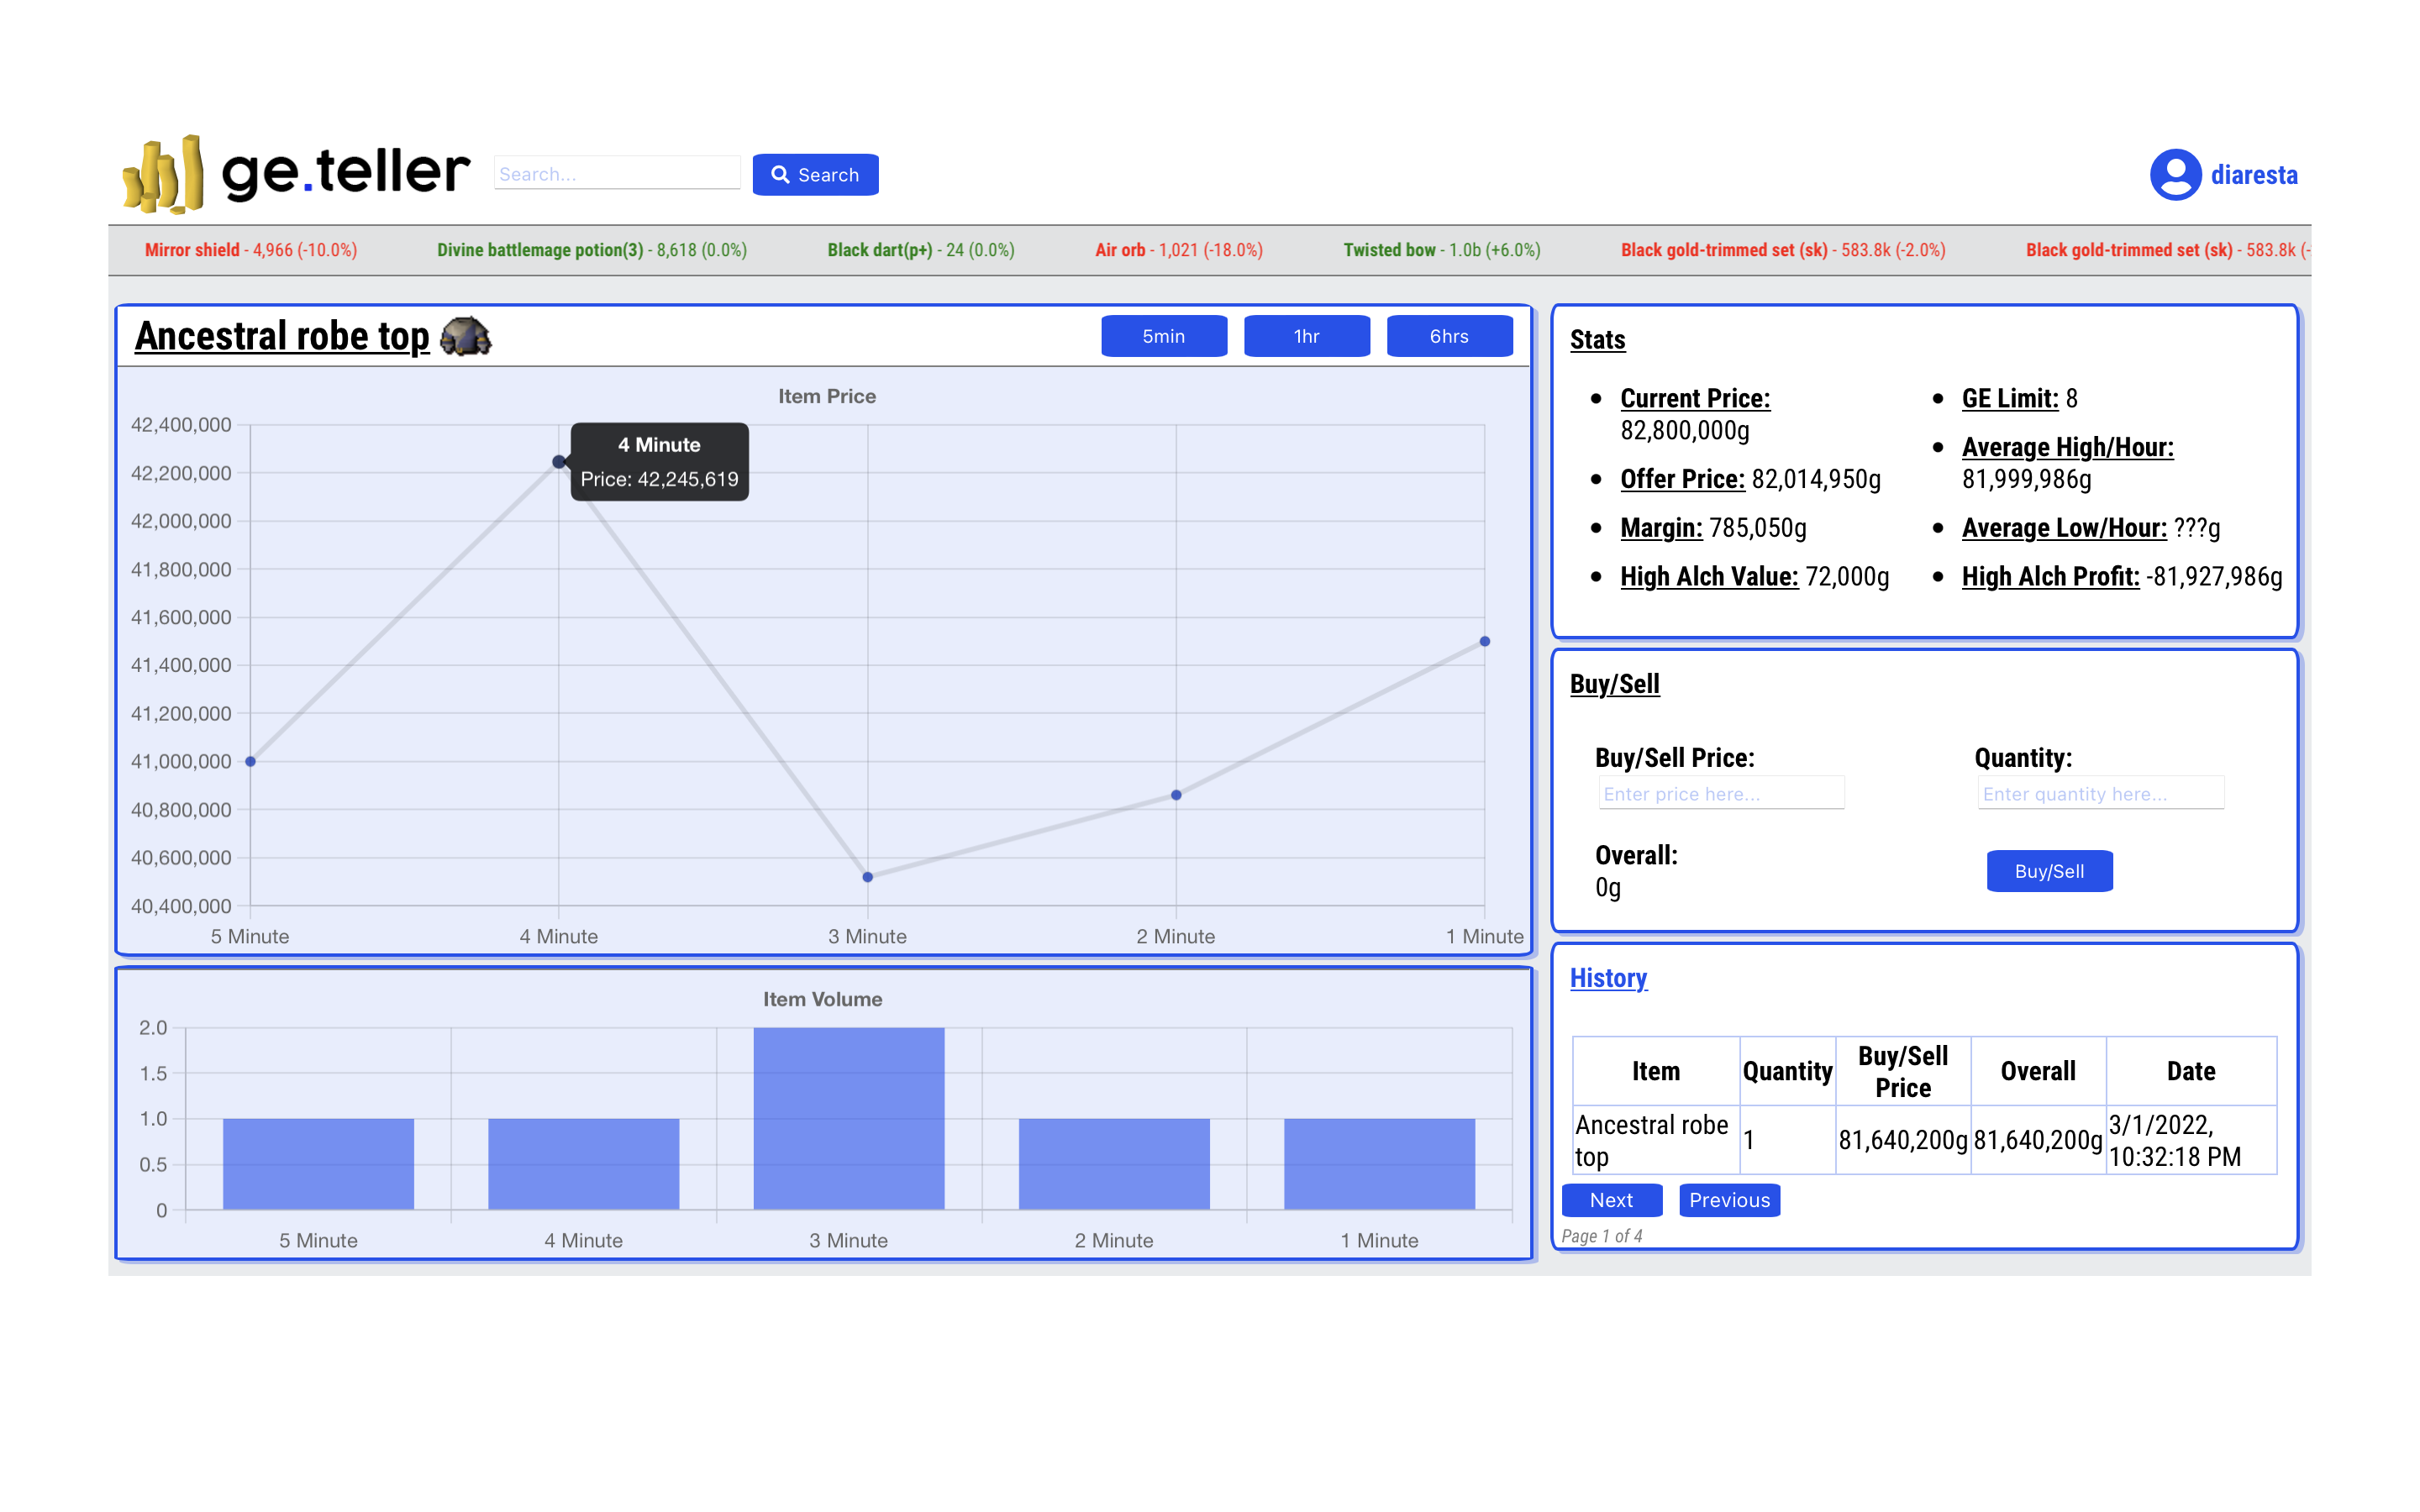 ge.teller
Search...
Search
diaresta
Mirror shield - 4,966 (-10.0%)
Divine battlemage potion(3) - 8,618 (0.0%)
Black dart(p+) - 24 (0.0%)
Air orb - 1,021 (-18.0%)
Twisted bow - 1.0b (+6.0%)
Black gold-trimmed set (sk) - 583.8k (-2.0%)
Black gold-trimmed set (sk) - 583.8k (-
Ancestral robe top
5min
1hr
6hrs
Item Price
42,400,000
42,200,000
42,000,000
41,800,000
41,600,000
41,400,000
41,200,000
41,000,000
40,800,000
40,600,000
40,400,000
4 Minute
Price: 42,245,619
5 Minute
4 Minute
3 Minute
2 Minute
1 Minute
Item Volume
2.0
1.5
1.0
0.5
0
5 Minute
4 Minute
3 Minute
2 Minute
1 Minute
Stats
Current Price:
82,800,000g
Offer Price: 82,014,950g
Margin: 785,050g
High Alch Value: 72,000g
GE Limit: 8
Average High/Hour:
81,999,986g
Average Low/Hour: ???g
High Alch Profit: -81,927,986g
Buy/Sell
Buy/Sell Price:
Enter price here...
Quantity:
Enter quantity here...
Overall:
0g
Buy/Sell
History
Item
Quantity
Buy/Sell
Price
Overall
Date
Ancestral robe
top
1
81,640,200g
81,640,200g
3/1/2022,
10:32:18 PM
Next
Previous
Page 1 of 4